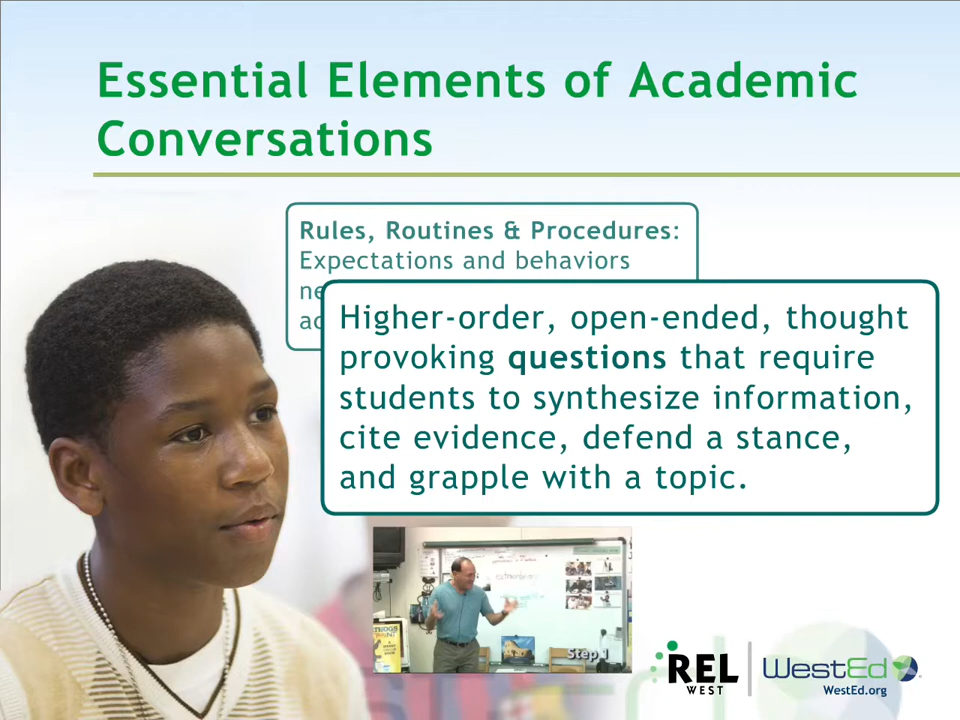 Essential Elements of Academic
Conversations
Rules, Routines & Procedures:
Expectations and behaviors
Higher-order, open-ended, thought
provoking questions that require
students to synthesize information,
cite evidence, defend a stance,
and grapple with a topic.
Step 1
REL
WEST
WestEd
WestEd.org